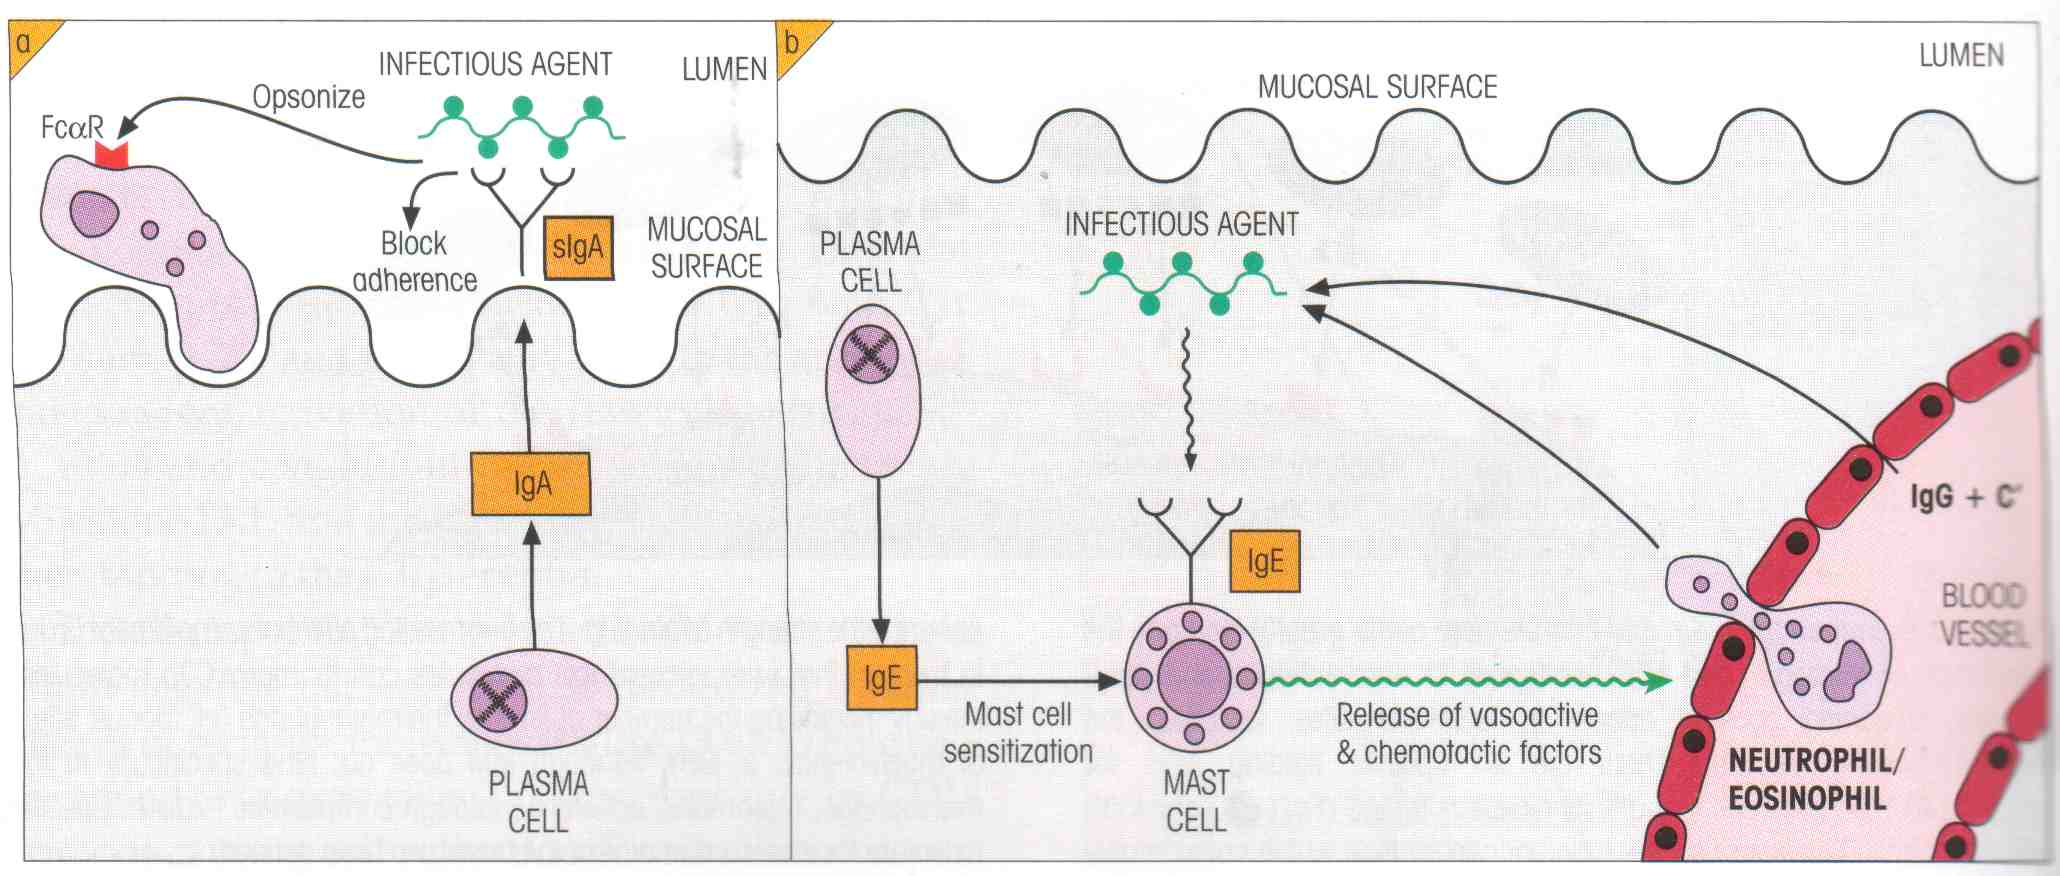 a
INFECTIOUS AGENT
LUMEN
Opsonize
FcαR
Block
adherence
sIgA
MUCOSAL
SURFACE
IgA
PLASMA
CELL
b
LUMEN
MUCOSAL SURFACE
PLASMA
CELL
INFECTIOUS AGENT
IgE
IgE
Mast cell
sensitization
MAST
CELL
Release of vasoactive
& chemotactic factors
IgG + C'
BLOOD
VESSEL
NEUTROPHIL/
EOSINOPHIL